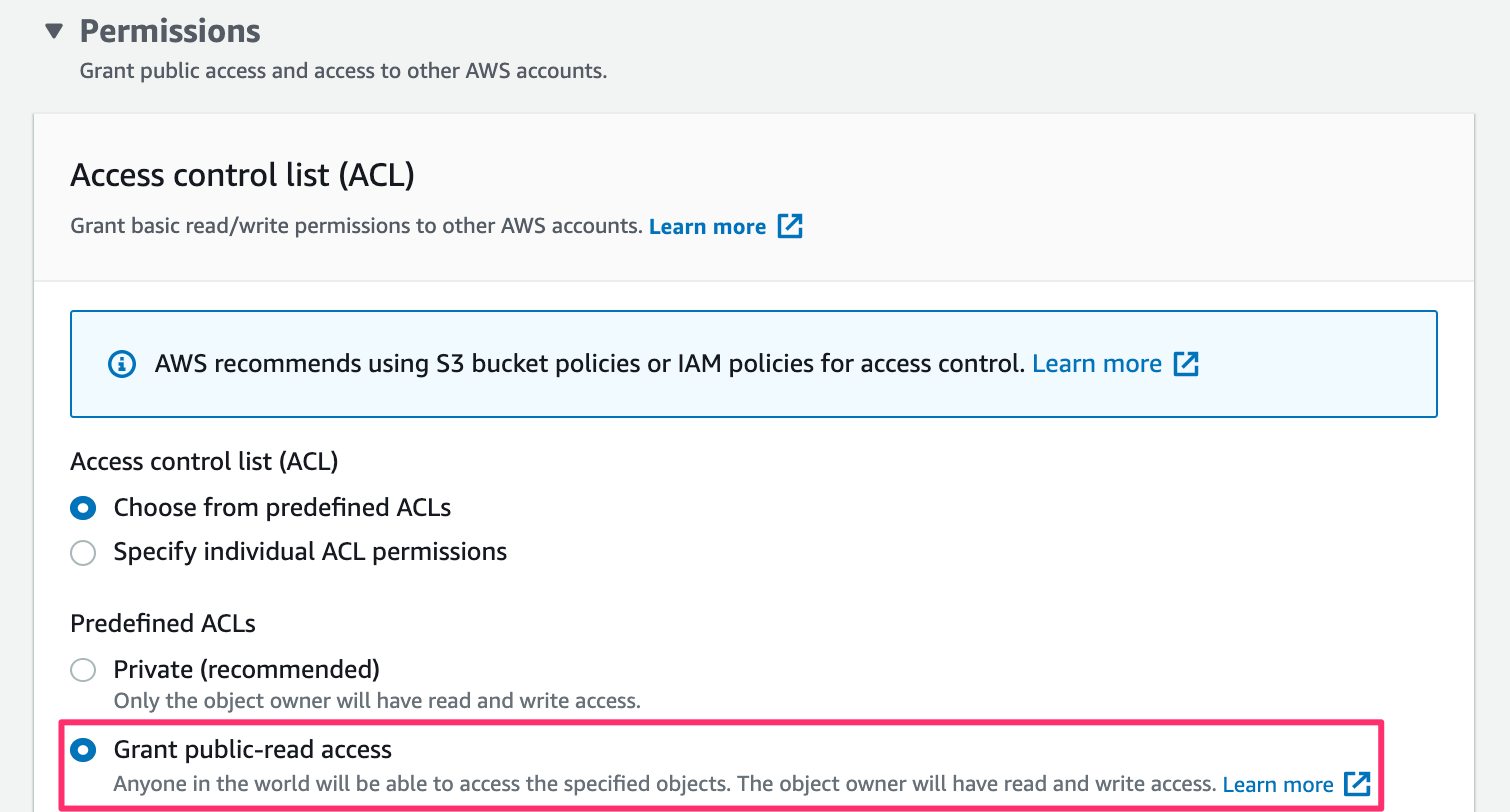 Permissions
Grant public access and access to other AWS accounts.
Access control list (ACL)
Grant basic read/write permissions to other AWS accounts. Learn more
AWS recommends using S3 bucket policies or IAM policies for access control. Learn more
Access control list (ACL)
Choose from predefined ACLs
Specify individual ACL permissions
Predefined ACLs
Private (recommended)
Only the object owner will have read and write access.
Grant public-read access
Anyone in the world will be able to access the specified objects. The object owner will have read and write access. Learn more